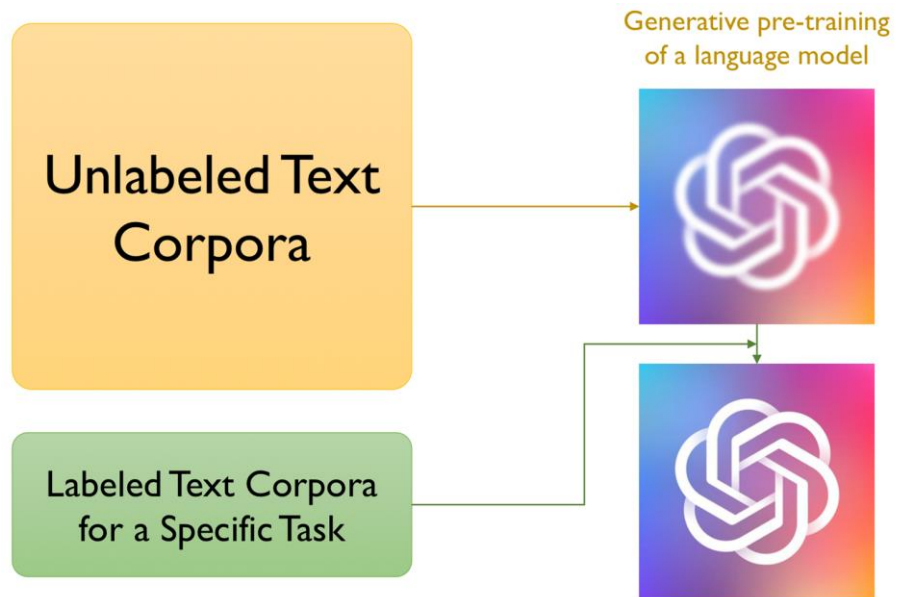 Generative pre-training
of a language model
Unlabeled Text
Corpora
Labeled Text Corpora
for a Specific Task